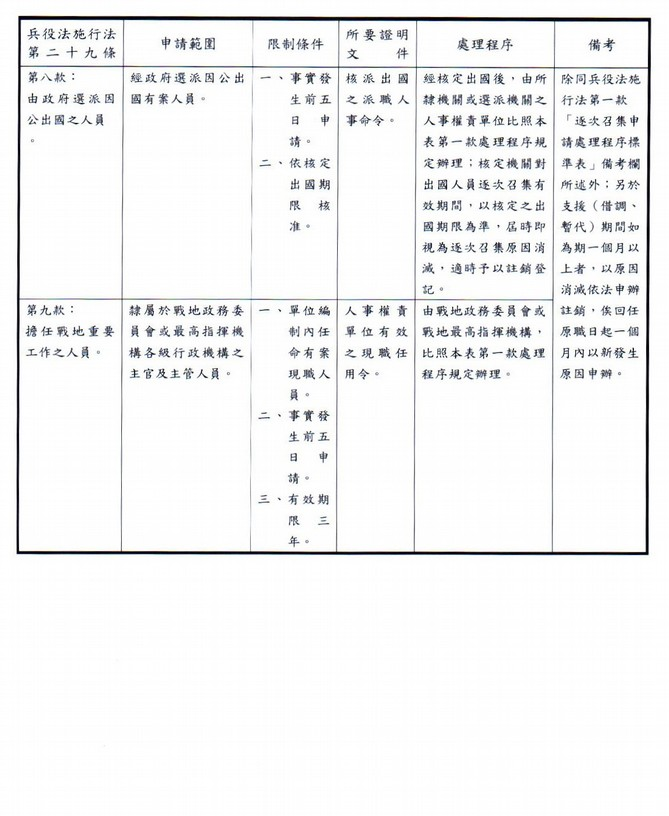 兵役法施行法
第二十九條
申請範圍
限制條件
所要證明
文件
處理程序
備考
第八款：
由政府選派因
公出國之人員
。
經政府選派因公出
國有案人員。
一、事實發
生前五
日申
請。
二、依核定
出國期
限核
准。
核派出國
之派職人
事命令。
經核定出國後，由所
隸機關或選派機關之
人事權責單位比照本
表第一款處理程序規
定辦理；核定機關對
出國人員逐次召集有
效期間，以核定之出
國期限為準，屆時即
視為逐次召集原因消
滅，適時予以註銷登
記。
除同兵役法施
行法第一款
「逐次召集申
請處理程序標
準表」備考欄
所述外；另於
支援（借調、
暫代）期間如
為期一個月以
上者，以原因
消滅依法申辦
註銷，俟回任
原職日起一個
月內以新發生
原因申辦。
第九款：
擔任戰地重要
工作之人員。
隸屬於戰地政務委
員會或最高指揮機
構各級行政機構之
主官及主管人員。
一、單位編
制內任
命有案
現職人
員。
二、事實發
生前五
日申
請。
三、有效期
限三
年。
人事權責
單位有效
之現職任
用令。
由戰地政務委員會或
戰地最高指揮機構，
比照本表第一款處理
程序規定辦理。